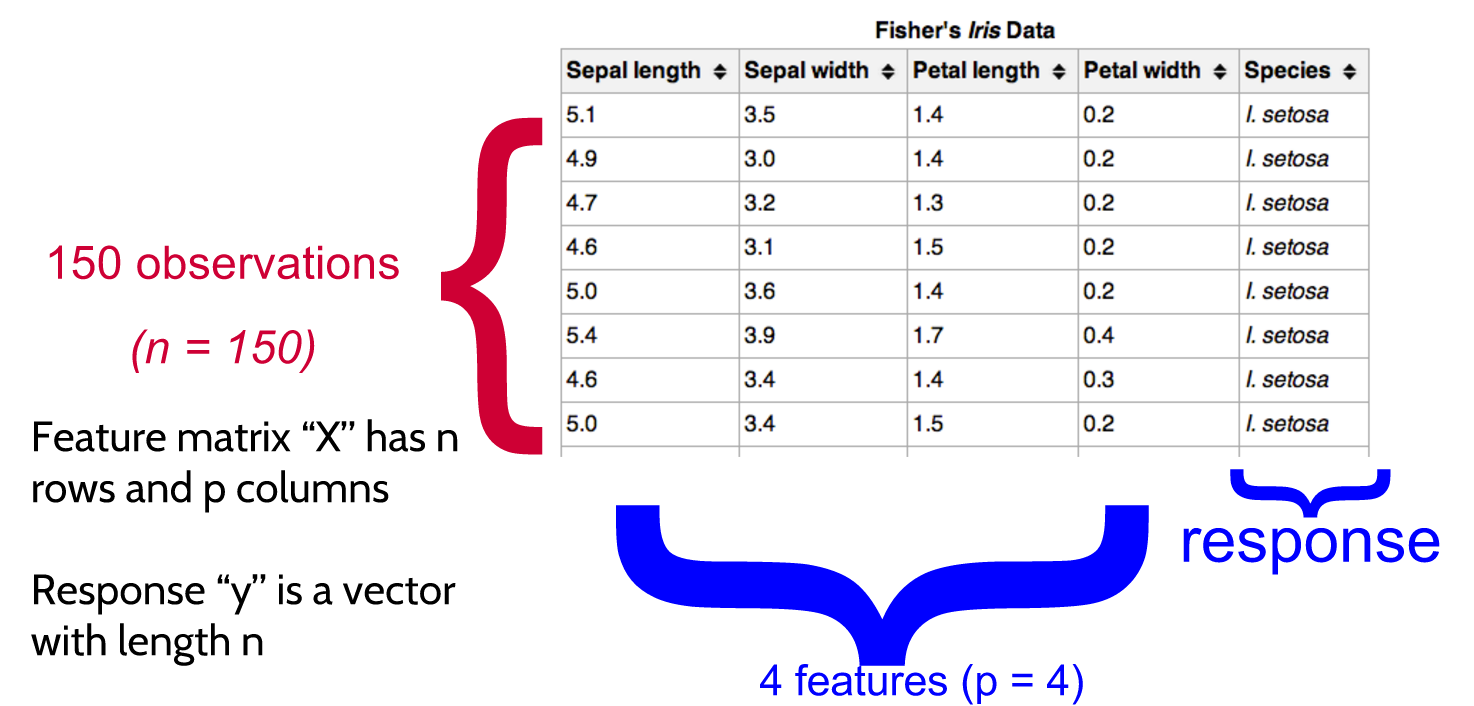 Fisher's Iris Data
Sepal length Sepal width Petal length Petal width Species
5.1 3.5 1.4 0.2 I. setosa
4.9 3.0 1.4 0.2 I. setosa
4.7 3.2 1.3 0.2 I. setosa
4.6 3.1 1.5 0.2 I. setosa
5.0 3.6 1.4 0.2 I. setosa
5.4 3.9 1.7 0.4 I. setosa
4.6 3.4 1.4 0.3 I. setosa
5.0 3.4 1.5 0.2 I. setosa
150 observations
(n = 150)
Feature matrix “X” has n
rows and p columns
Response “y” is a vector
with length n
response
4 features (p = 4)